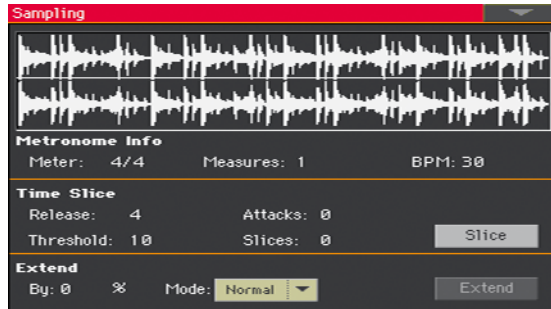 Sampling
Metronome Info
Meter: 4/4 Measures: 1 BPM: 30
Time Slice
Release: 4 Attacks: 0
Threshold: 10 Slices: 0 Slice
Extend
By: 0 % Mode: Normal Extend